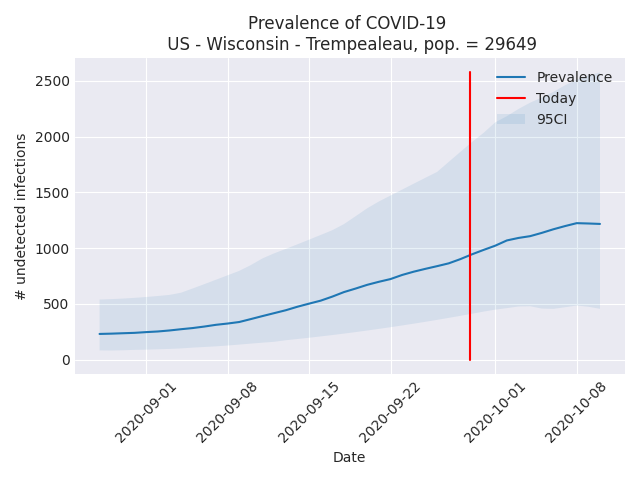 Prevalence of COVID-19
US - Wisconsin - Trempealeau, pop. = 29649
Prevalence
Today
95CI
# undetected infections
2500
2000
1500
1000
500
0
2020-09-01
2020-09-08
2020-09-15
2020-09-22
2020-10-01
2020-10-08
Date